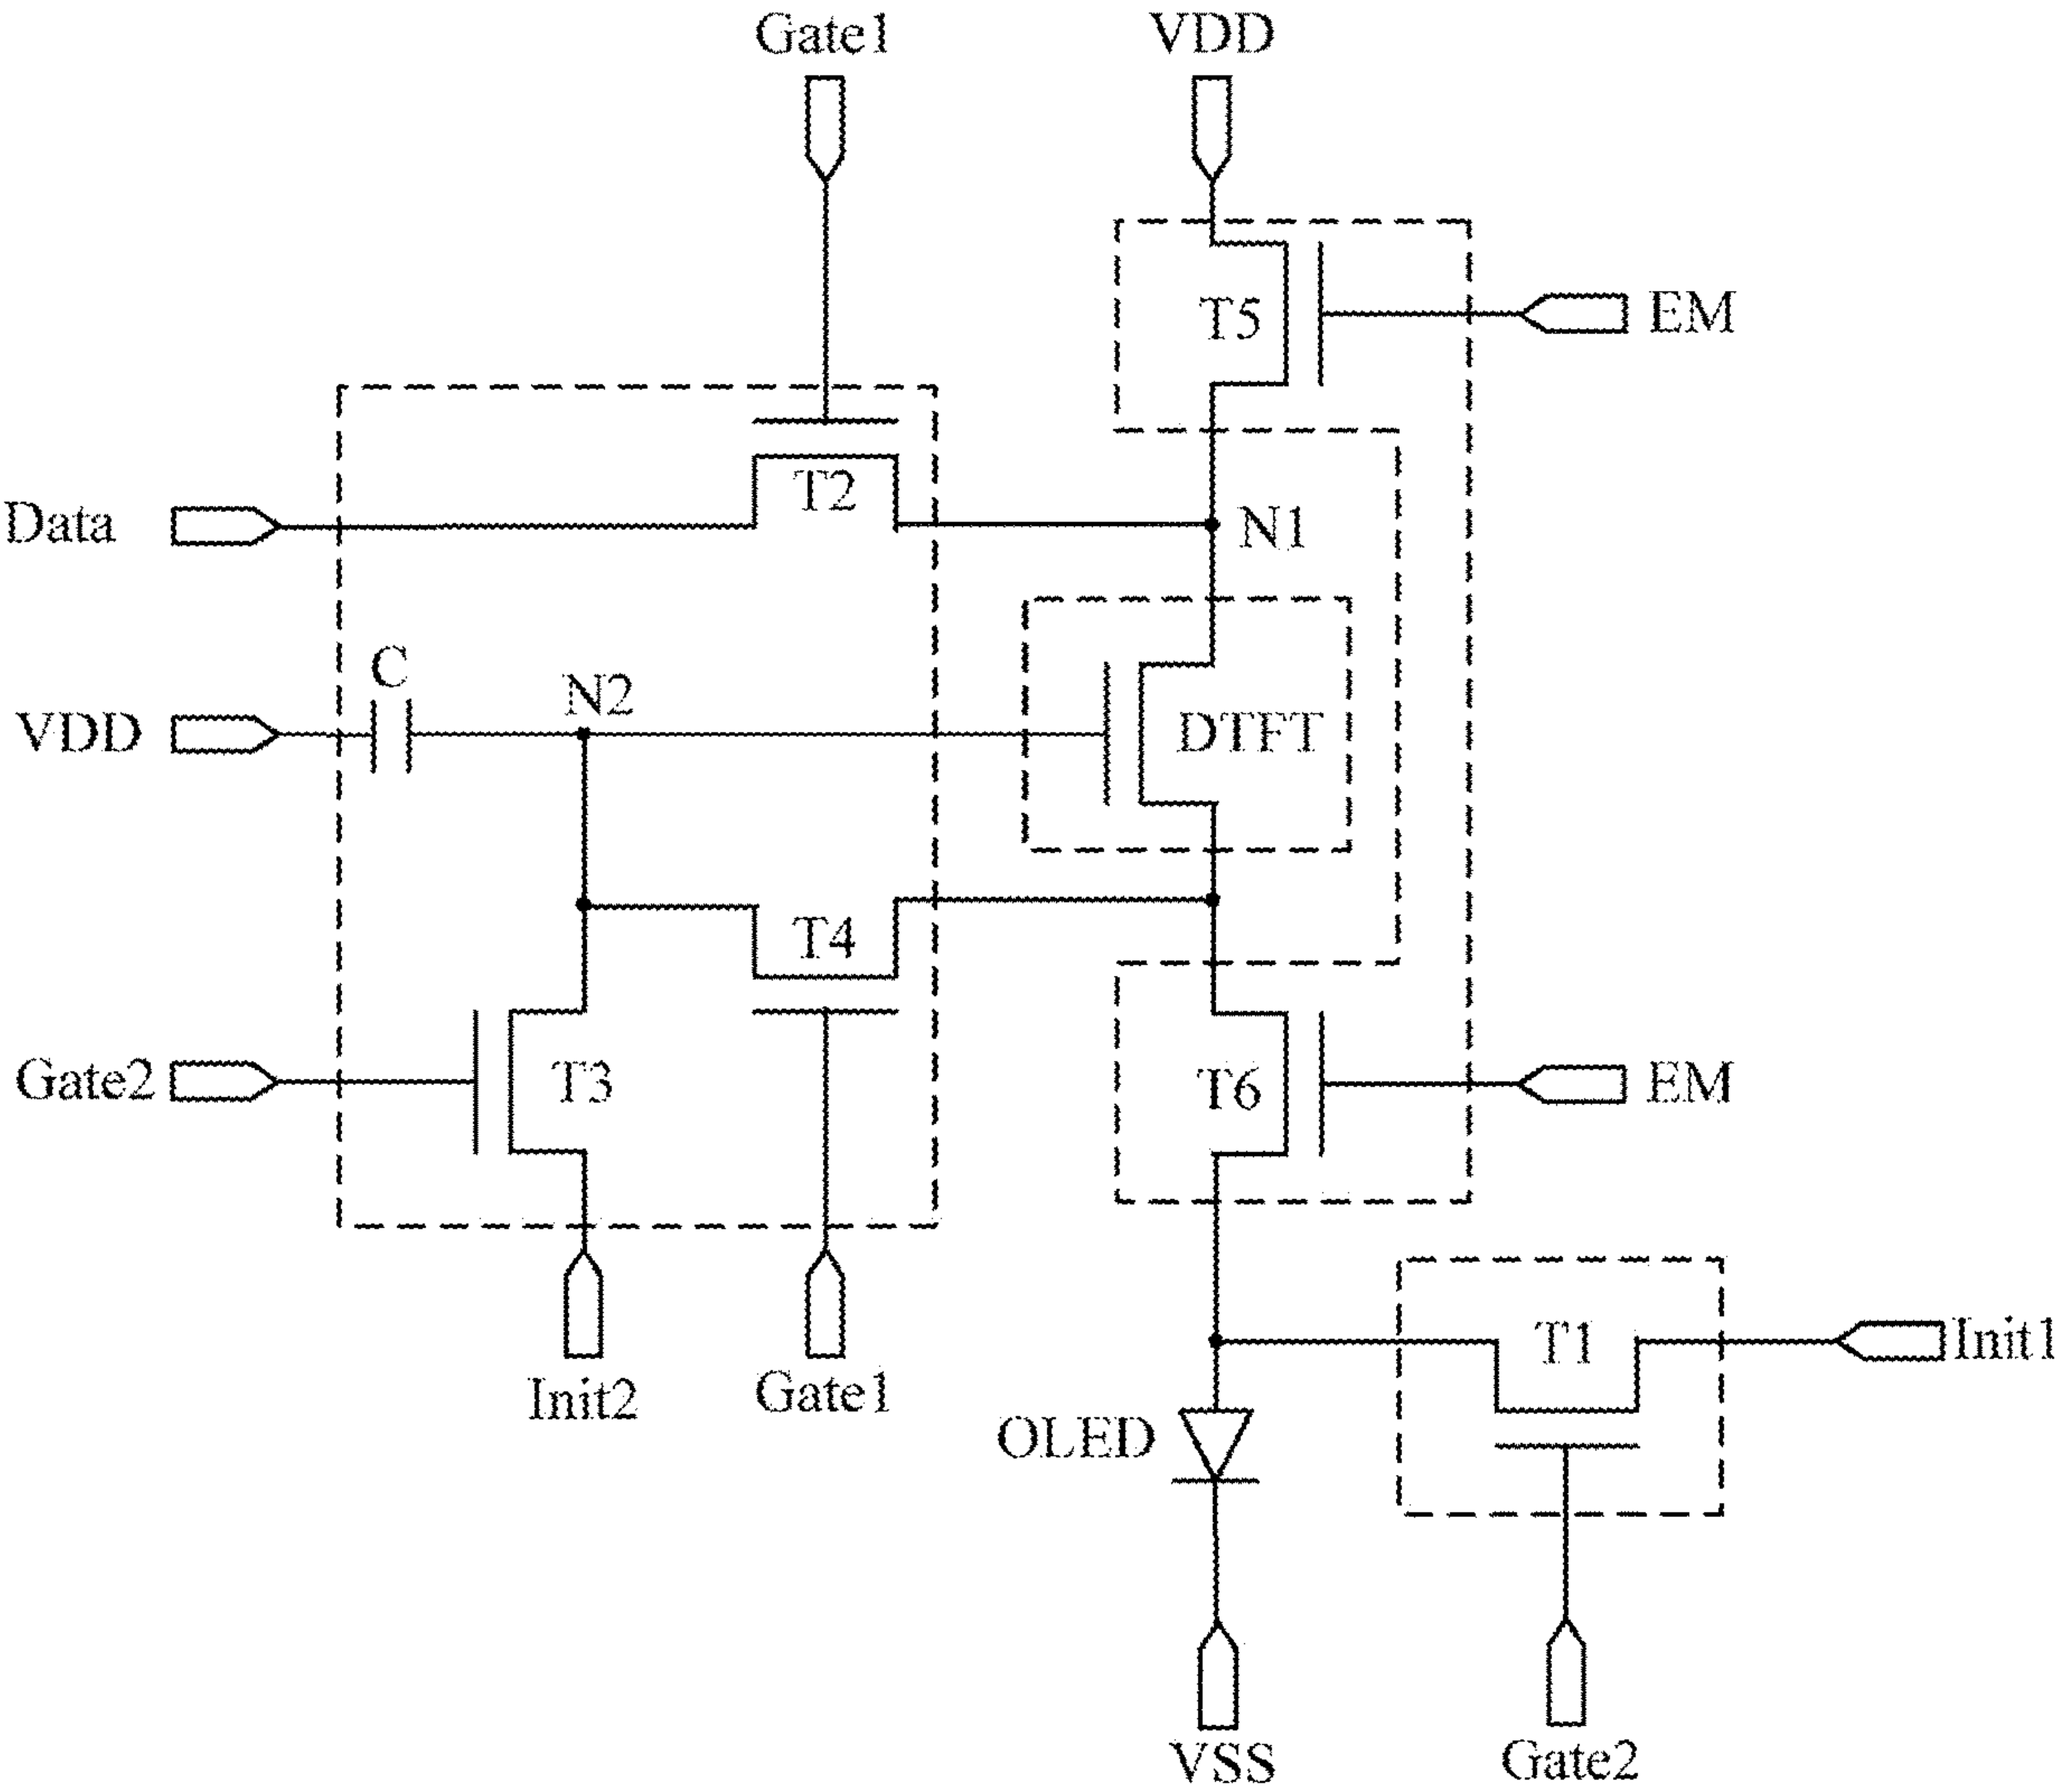 Gate1
VDD
T5
EM
T2
Data
N1
C
N2
VDD
DTFT
T4
Gate2
T3
T6
EM
T1
Init1
Init2
Gate1
OLED
VSS
Gate2